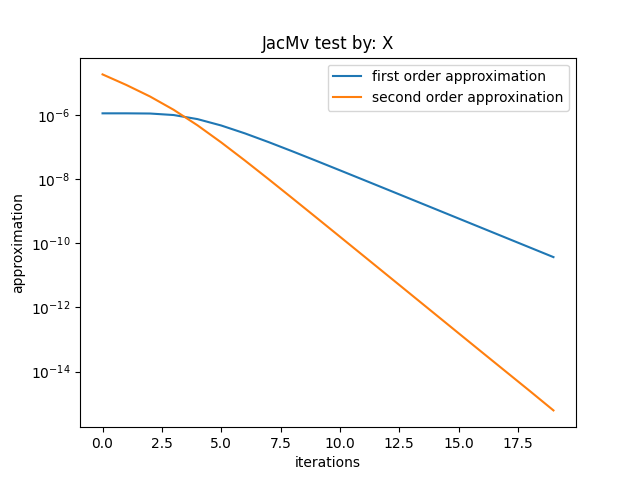 JacMv test by: X
first order approximation
second order approxination
approximation
10⁻⁶
10⁻⁸
10⁻¹⁰
10⁻¹²
10⁻¹⁴
0.0 2.5 5.0 7.5 10.0 12.5 15.0 17.5
iterations